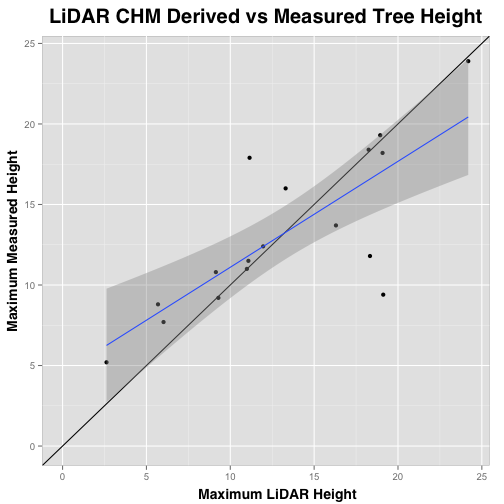 LiDAR CHM Derived vs Measured Tree Height
25
20
15
10
5
0
Maximum Measured Height
0 5 10 15 20 25
Maximum LiDAR Height